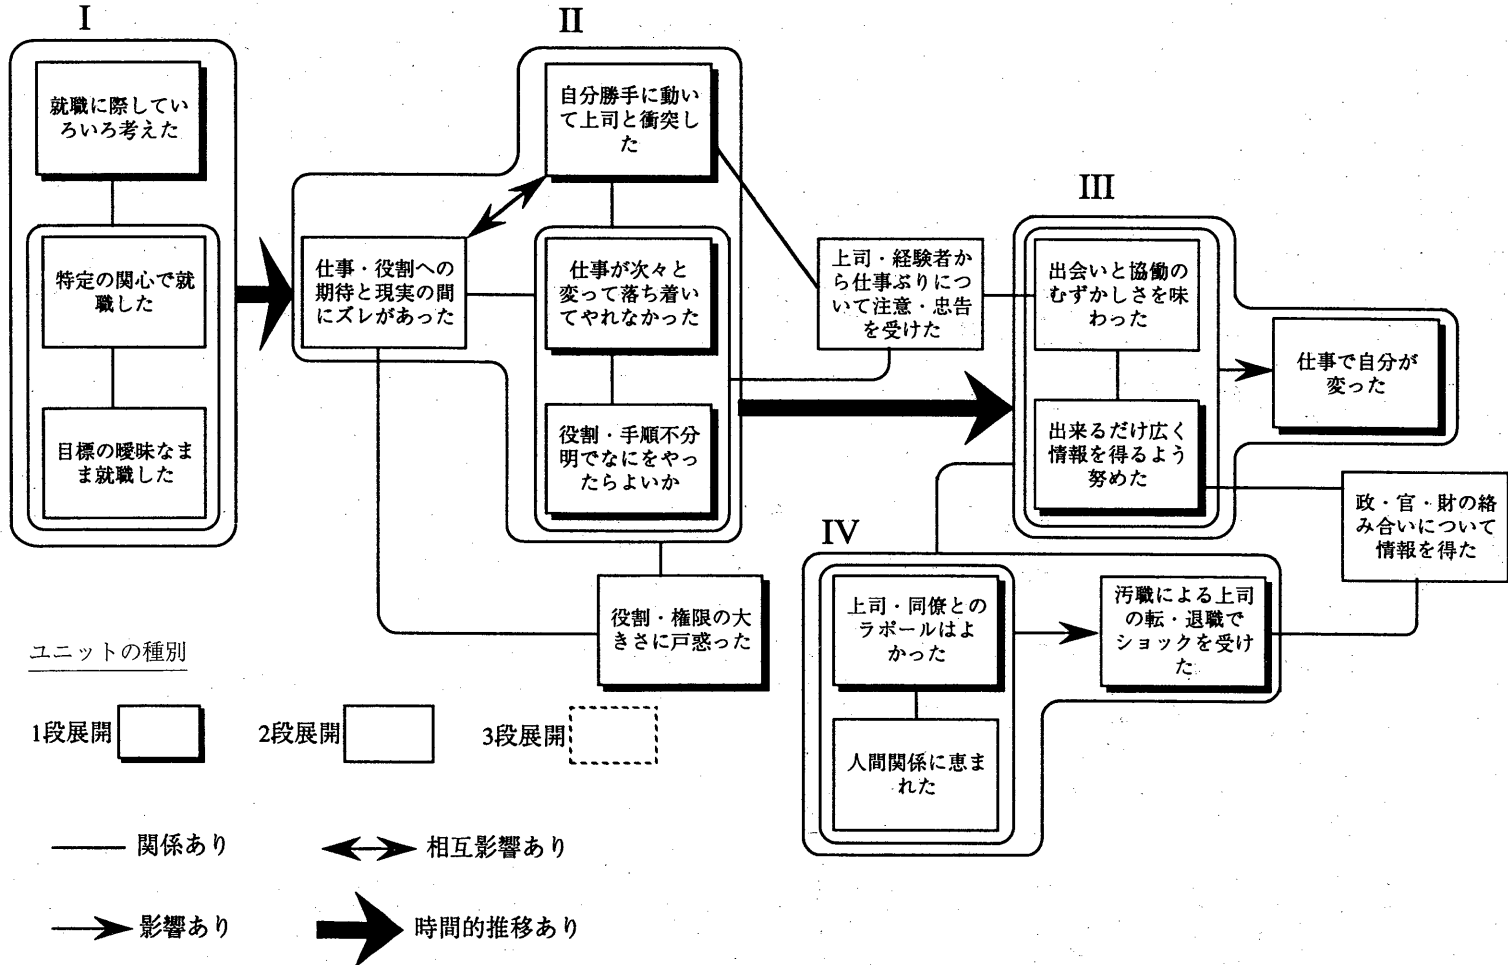 I
就職に際してい
ろいろ考えた
特定の関心で就
職した
目標の曖昧なま
ま就職した
II
自分勝手に動い
て上司と衝突し
た
仕事・役割への
期待と現実の間
にズレがあった
仕事が次々と
変って落ち着い
てやれなかった
役割・手順不分
明でなにをやっ
たらよいか
役割・権限の大
きさに戸惑った
上司・経験者か
ら仕事ぶりにつ
いて注意・忠告
を受けた
III
出会いと協働の
むずかしさを味
わった
出来るだけ広く
情報を得るよう
努めた
仕事で自分が
変った
政・官・財の絡
み合いについて
情報を得た
IV
上司・同僚との
ラポールはよ
かった
人間関係に恵ま
れた
汚職による上司
の転・退職で
ショックを受け
た
ユニットの種別
1段展開
2段展開
3段展開
関係あり
相互影響あり
影響あり
時間的推移あり